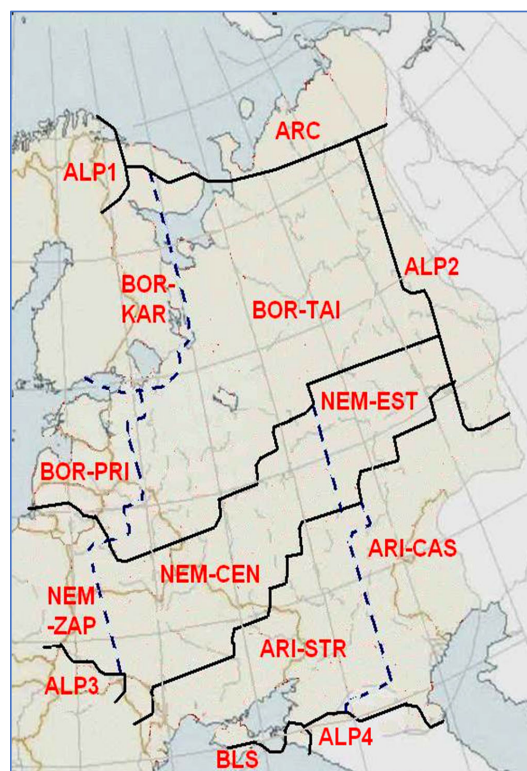 ARC
ALP1
ALP2
BOR-
KAR
BOR-TAI
NEM-EST
BOR-PRI
ARI-CAS
NEM-CEN
NEM
-ZAP
ARI-STR
ALP3
ALP4
BLS